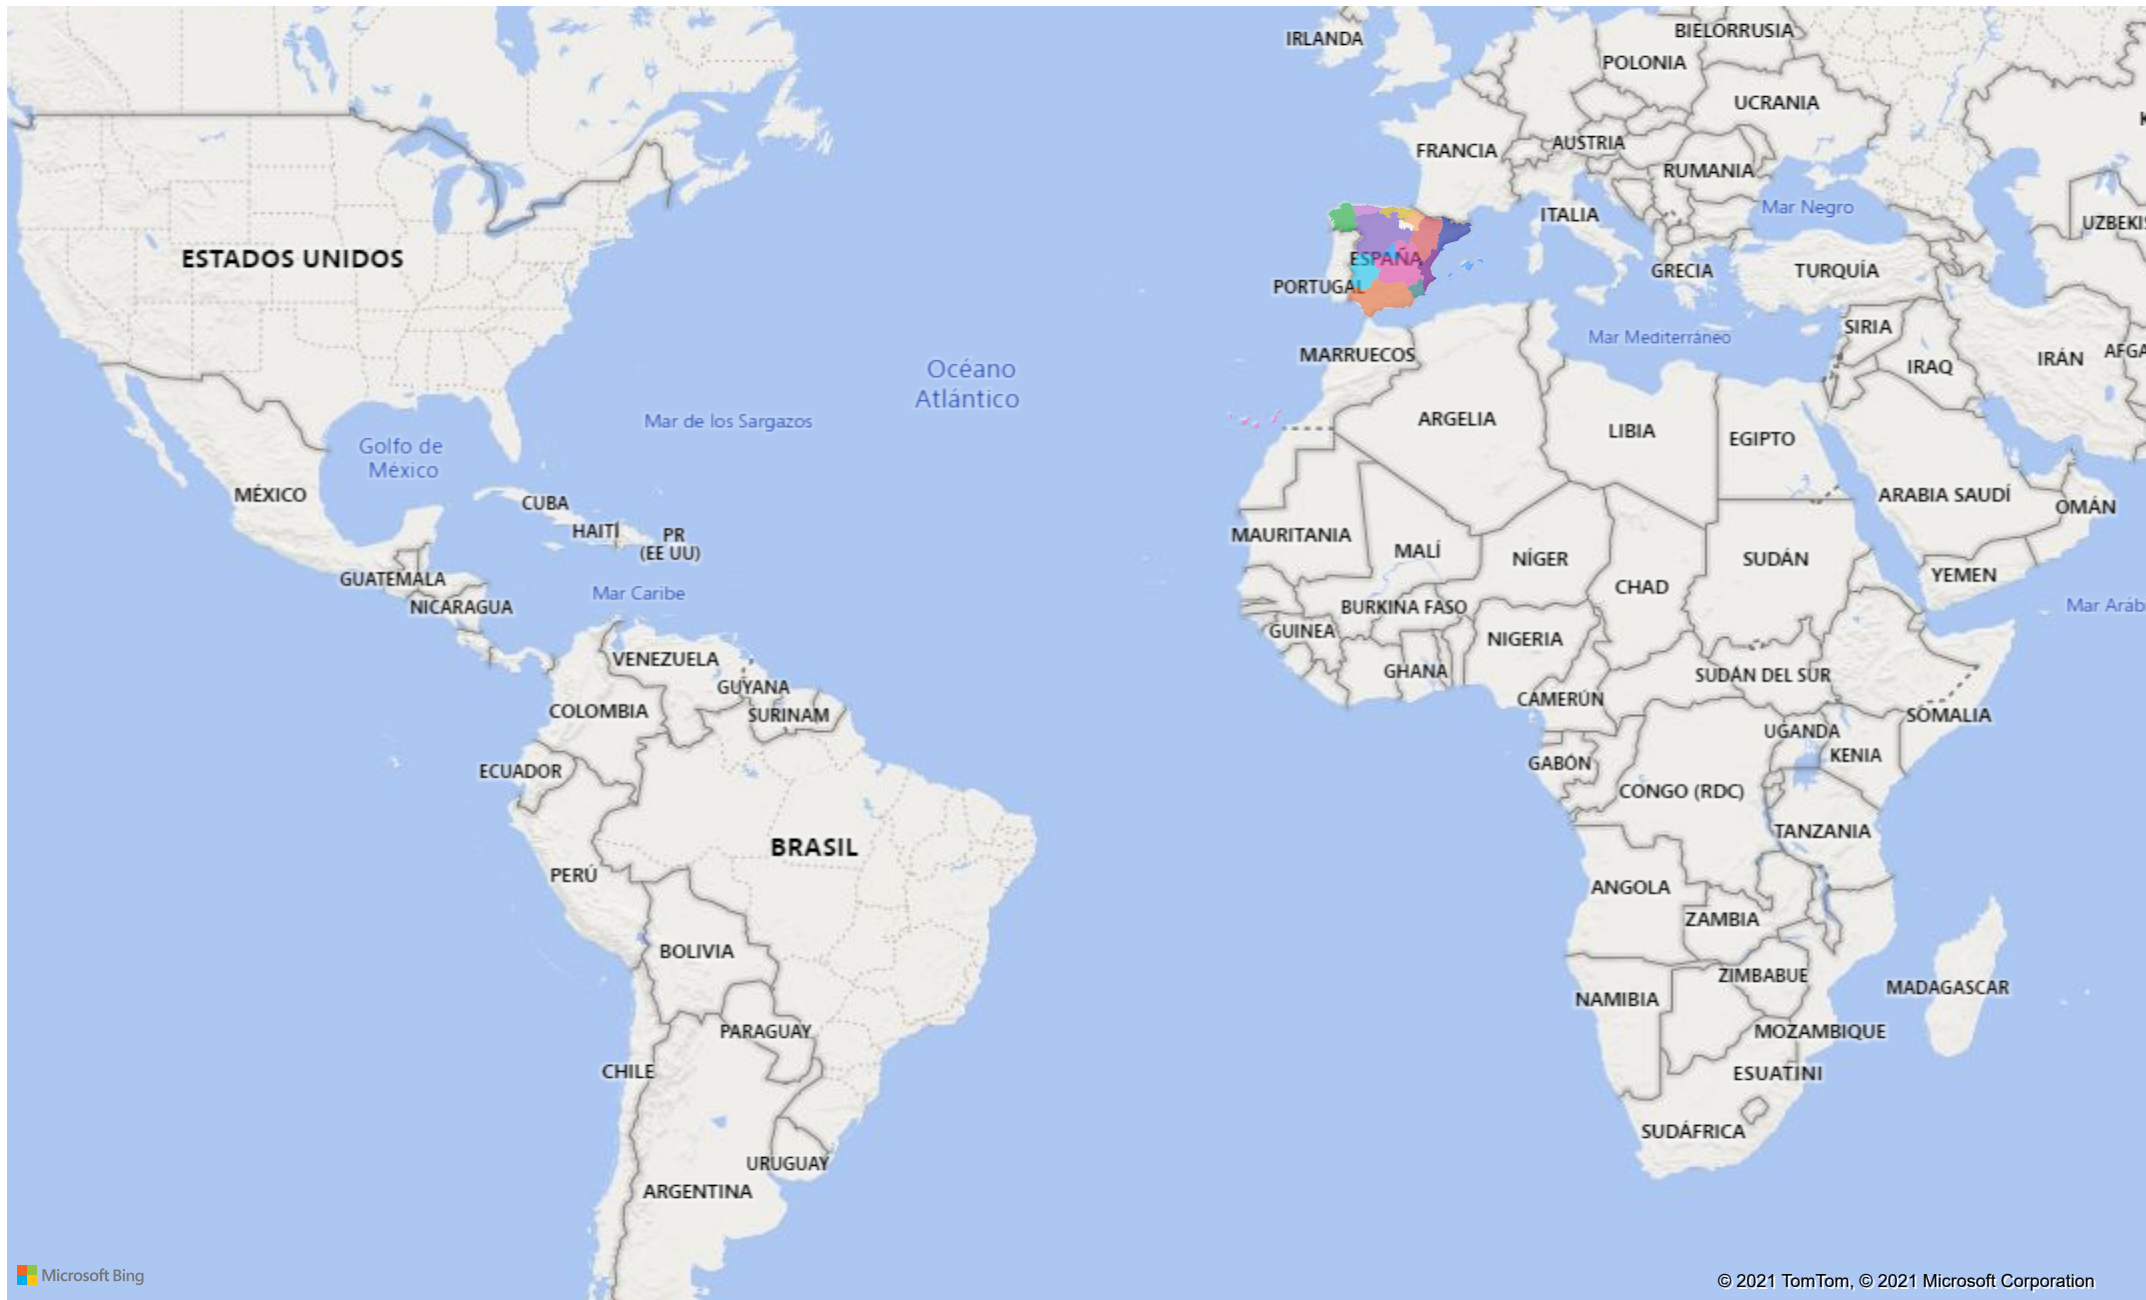 IRLANDA
BIELORRUSIA
POLONIA
UCRANIA
FRANCIA
AUSTRIA
RUMANIA
Mar Negro
ITALIA
UZBEKIS
ESTADOS UNIDOS
ESPAÑA
GRECIA
TURQUÍA
PORTUGAL
SIRIA
Mar Mediterráneo
MARRUECOS
IRÁN
AFGA
IRAQ
Océano
Atlántico
Mar de los Sargazos
ARGELIA
LIBIA
EGIPTO
Golfo de
México
MÉXICO
CUBA
ARABIA SAUDÍ
OMÁN
HAITÍ
PR
(EE UU)
MAURITANIA
MALÍ
NÍGER
SUDÁN
YEMEN
GUATEMALA
Mar Caribe
CHAD
NICARAGUA
BURKINA FASO
Mar Aráb
GUINEA
NIGERIA
VENEZUELA
GHANA
SUDÁN DEL SUR
GUYANA
CAMERÚN
COLOMBIA
SURINAM
SOMALIA
UGANDA
KENIA
ECUADOR
GABÓN
CONGO (RDC)
TANZANIA
BRASIL
PERÚ
ANGOLA
ZAMBIA
BOLIVIA
ZIMBABUE
MADAGASCAR
NAMIBIA
PARAGUAY
MOZAMBIQUE
CHILE
ESUATINI
SUDÁFRICA
URUGUAY
ARGENTINA
Microsoft Bing
© 2021 TomTom, © 2021 Microsoft Corporation